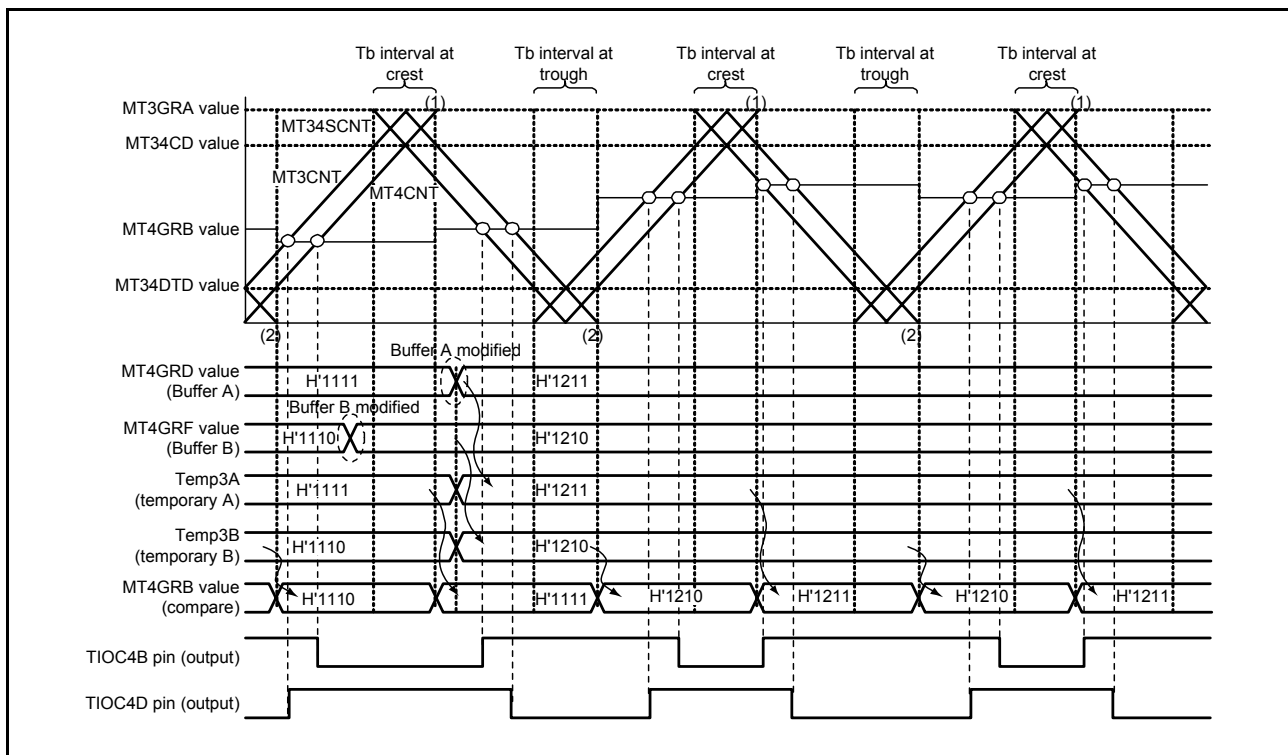 Tb interval at crest
Tb interval at trough
Tb interval at crest
Tb interval at trough
Tb interval at crest
MT3GRA value
(1)
(1)
(1)
MT34SCNT
MT34CD value
MT3CNT
MT4CNT
MT4GRB value
MT34DTD value
(2)
(2)
(2)
Buffer A modified
MT4GRD value
(Buffer A)
H'1111
H'1211
Buffer B modified
MT4GRF value
(Buffer B)
H'1110
H'1210
Temp3A
(temporary A)
H'1111
H'1211
Temp3B
(temporary B)
H'1110
H'1210
MT4GRB value
(compare)
H'1110
H'1111
H'1210
H'1211
H'1210
H'1211
TIOC4B pin (output)
TIOC4D pin (output)